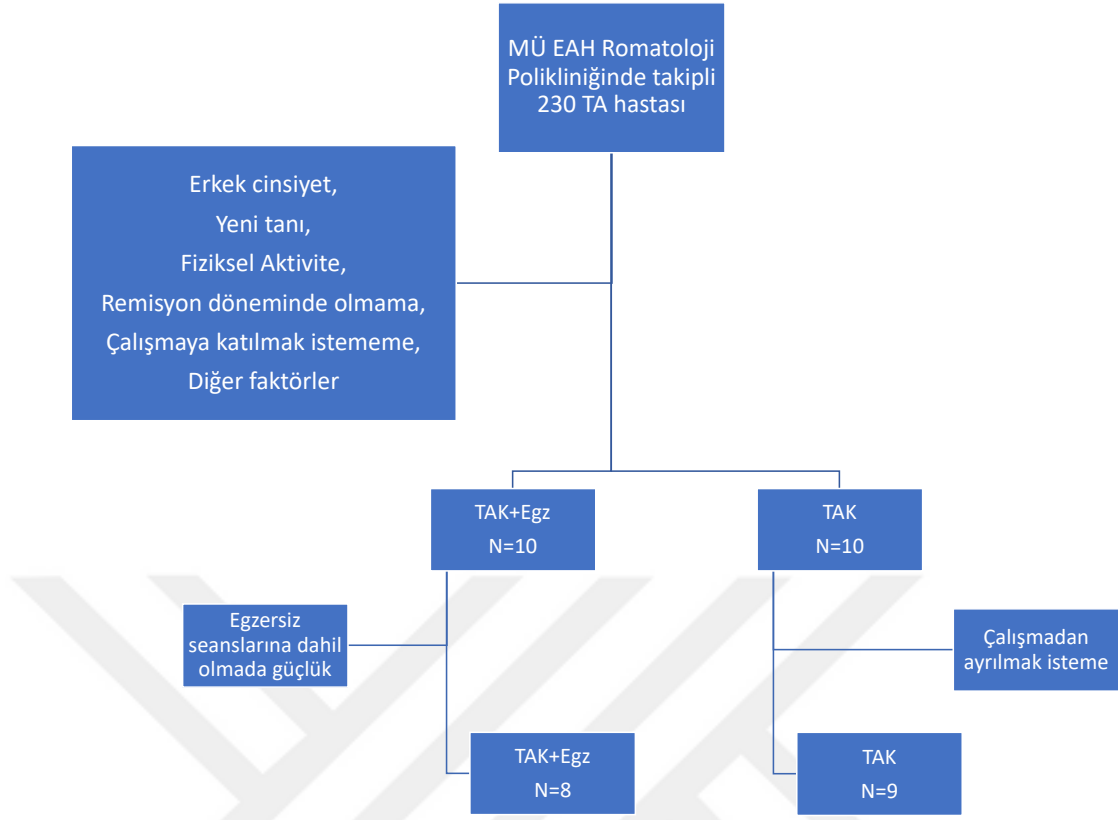 MÜ EAH Romatoloji
Polikliniğinde takipli
230 TA hastası
Erkek cinsiyet,
Yeni tanı,
Fiziksel Aktivite,
Remisyon döneminde olmama,
Çalışmaya katılmak istememe,
Diğer faktörler
TAK+Egz
N=10
TAK
N=10
Egzersiz
seanslarına dahil
olmada güçlük
Çalışmadan
ayrılmak isteme
TAK+Egz
N=8
TAK
N=9